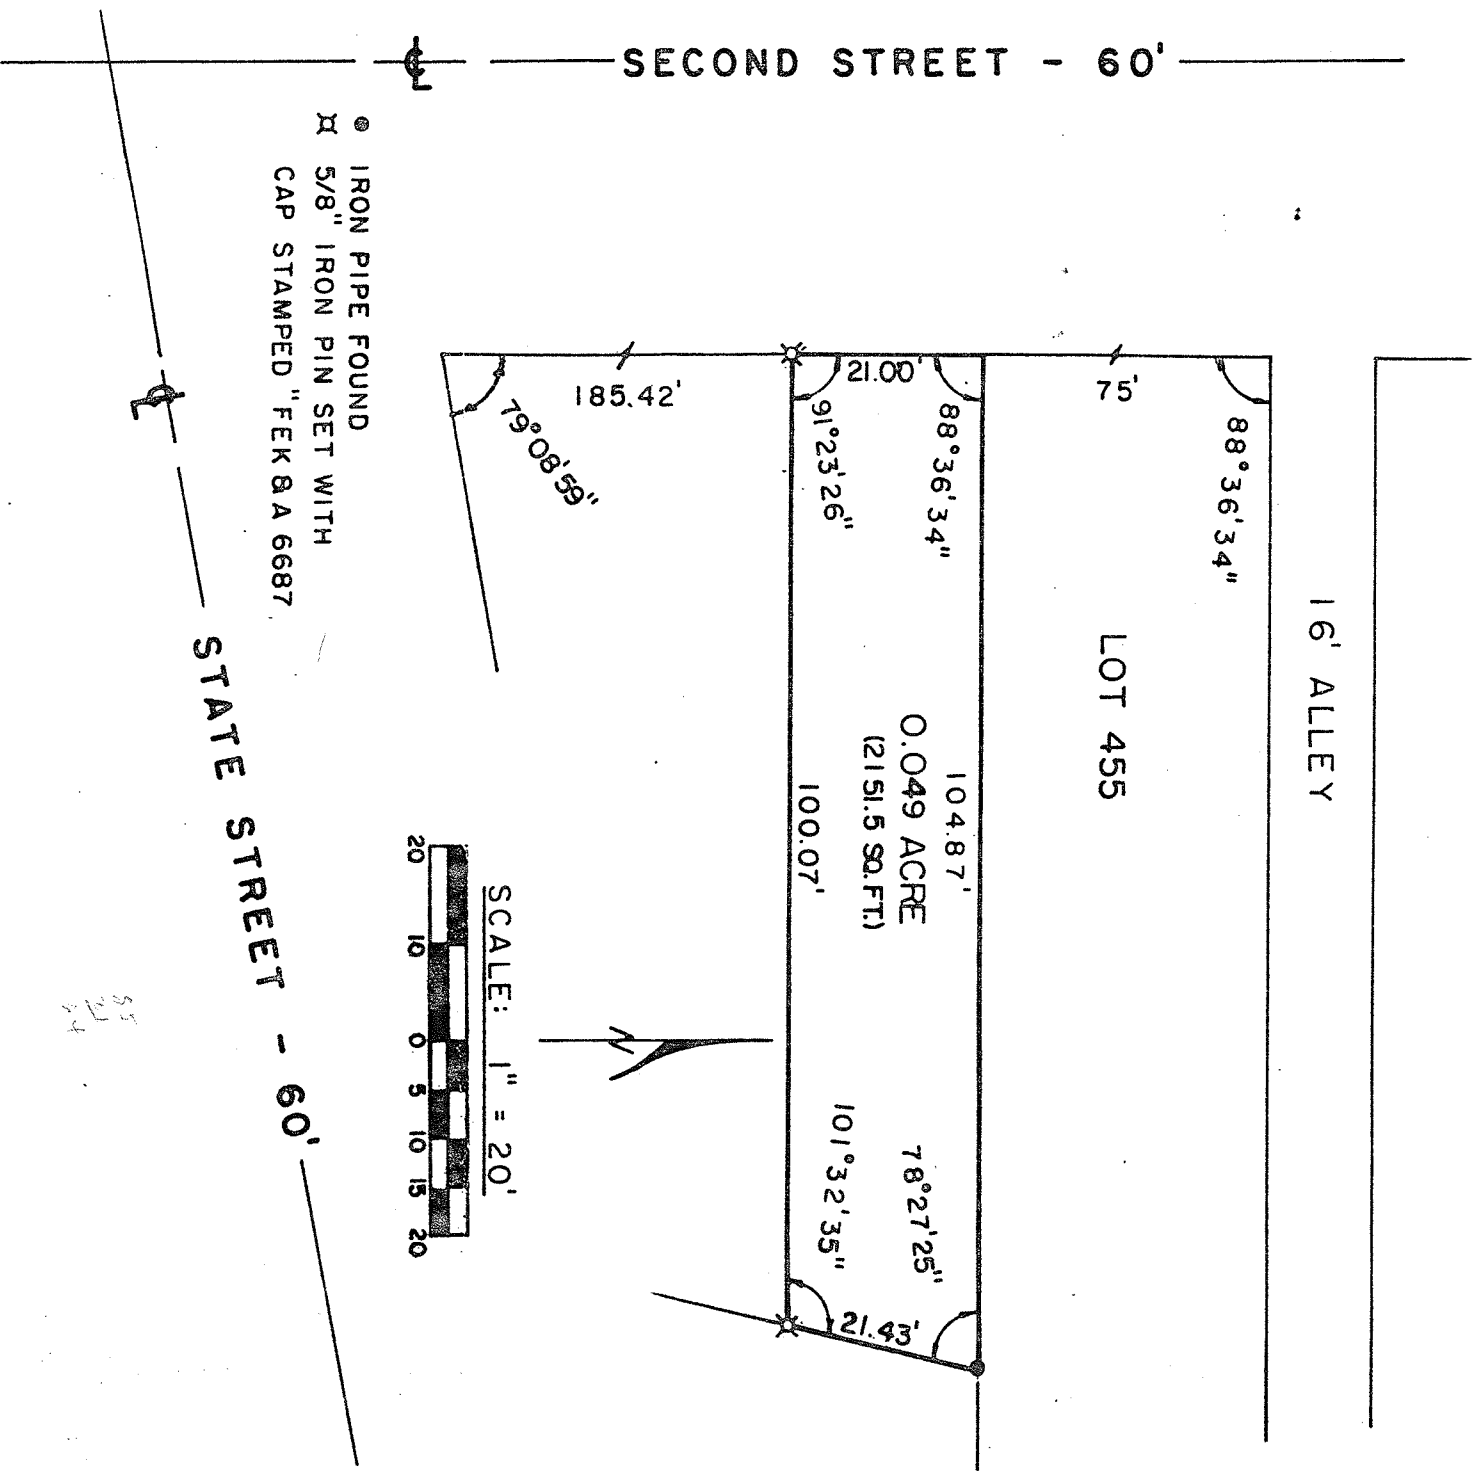 SECOND STREET - 60'
IRON PIPE FOUND
5/8" IRON PIN SET WITH
CAP STAMPED "FEK&A 6687
185.42'
21.00'
75'
79°08'59"
91°23'26"
88°36'34"
88°36'34"
16' ALLEY
LOT 455
104.87'
0.049 ACRE
(2151.5 SQ.FT.)
100.07'
STATE STREET - 60'
SCALE: 1" = 20'
20 10 0 5 10 15 20
N
78°27'25"
101°32'35"
21.43'